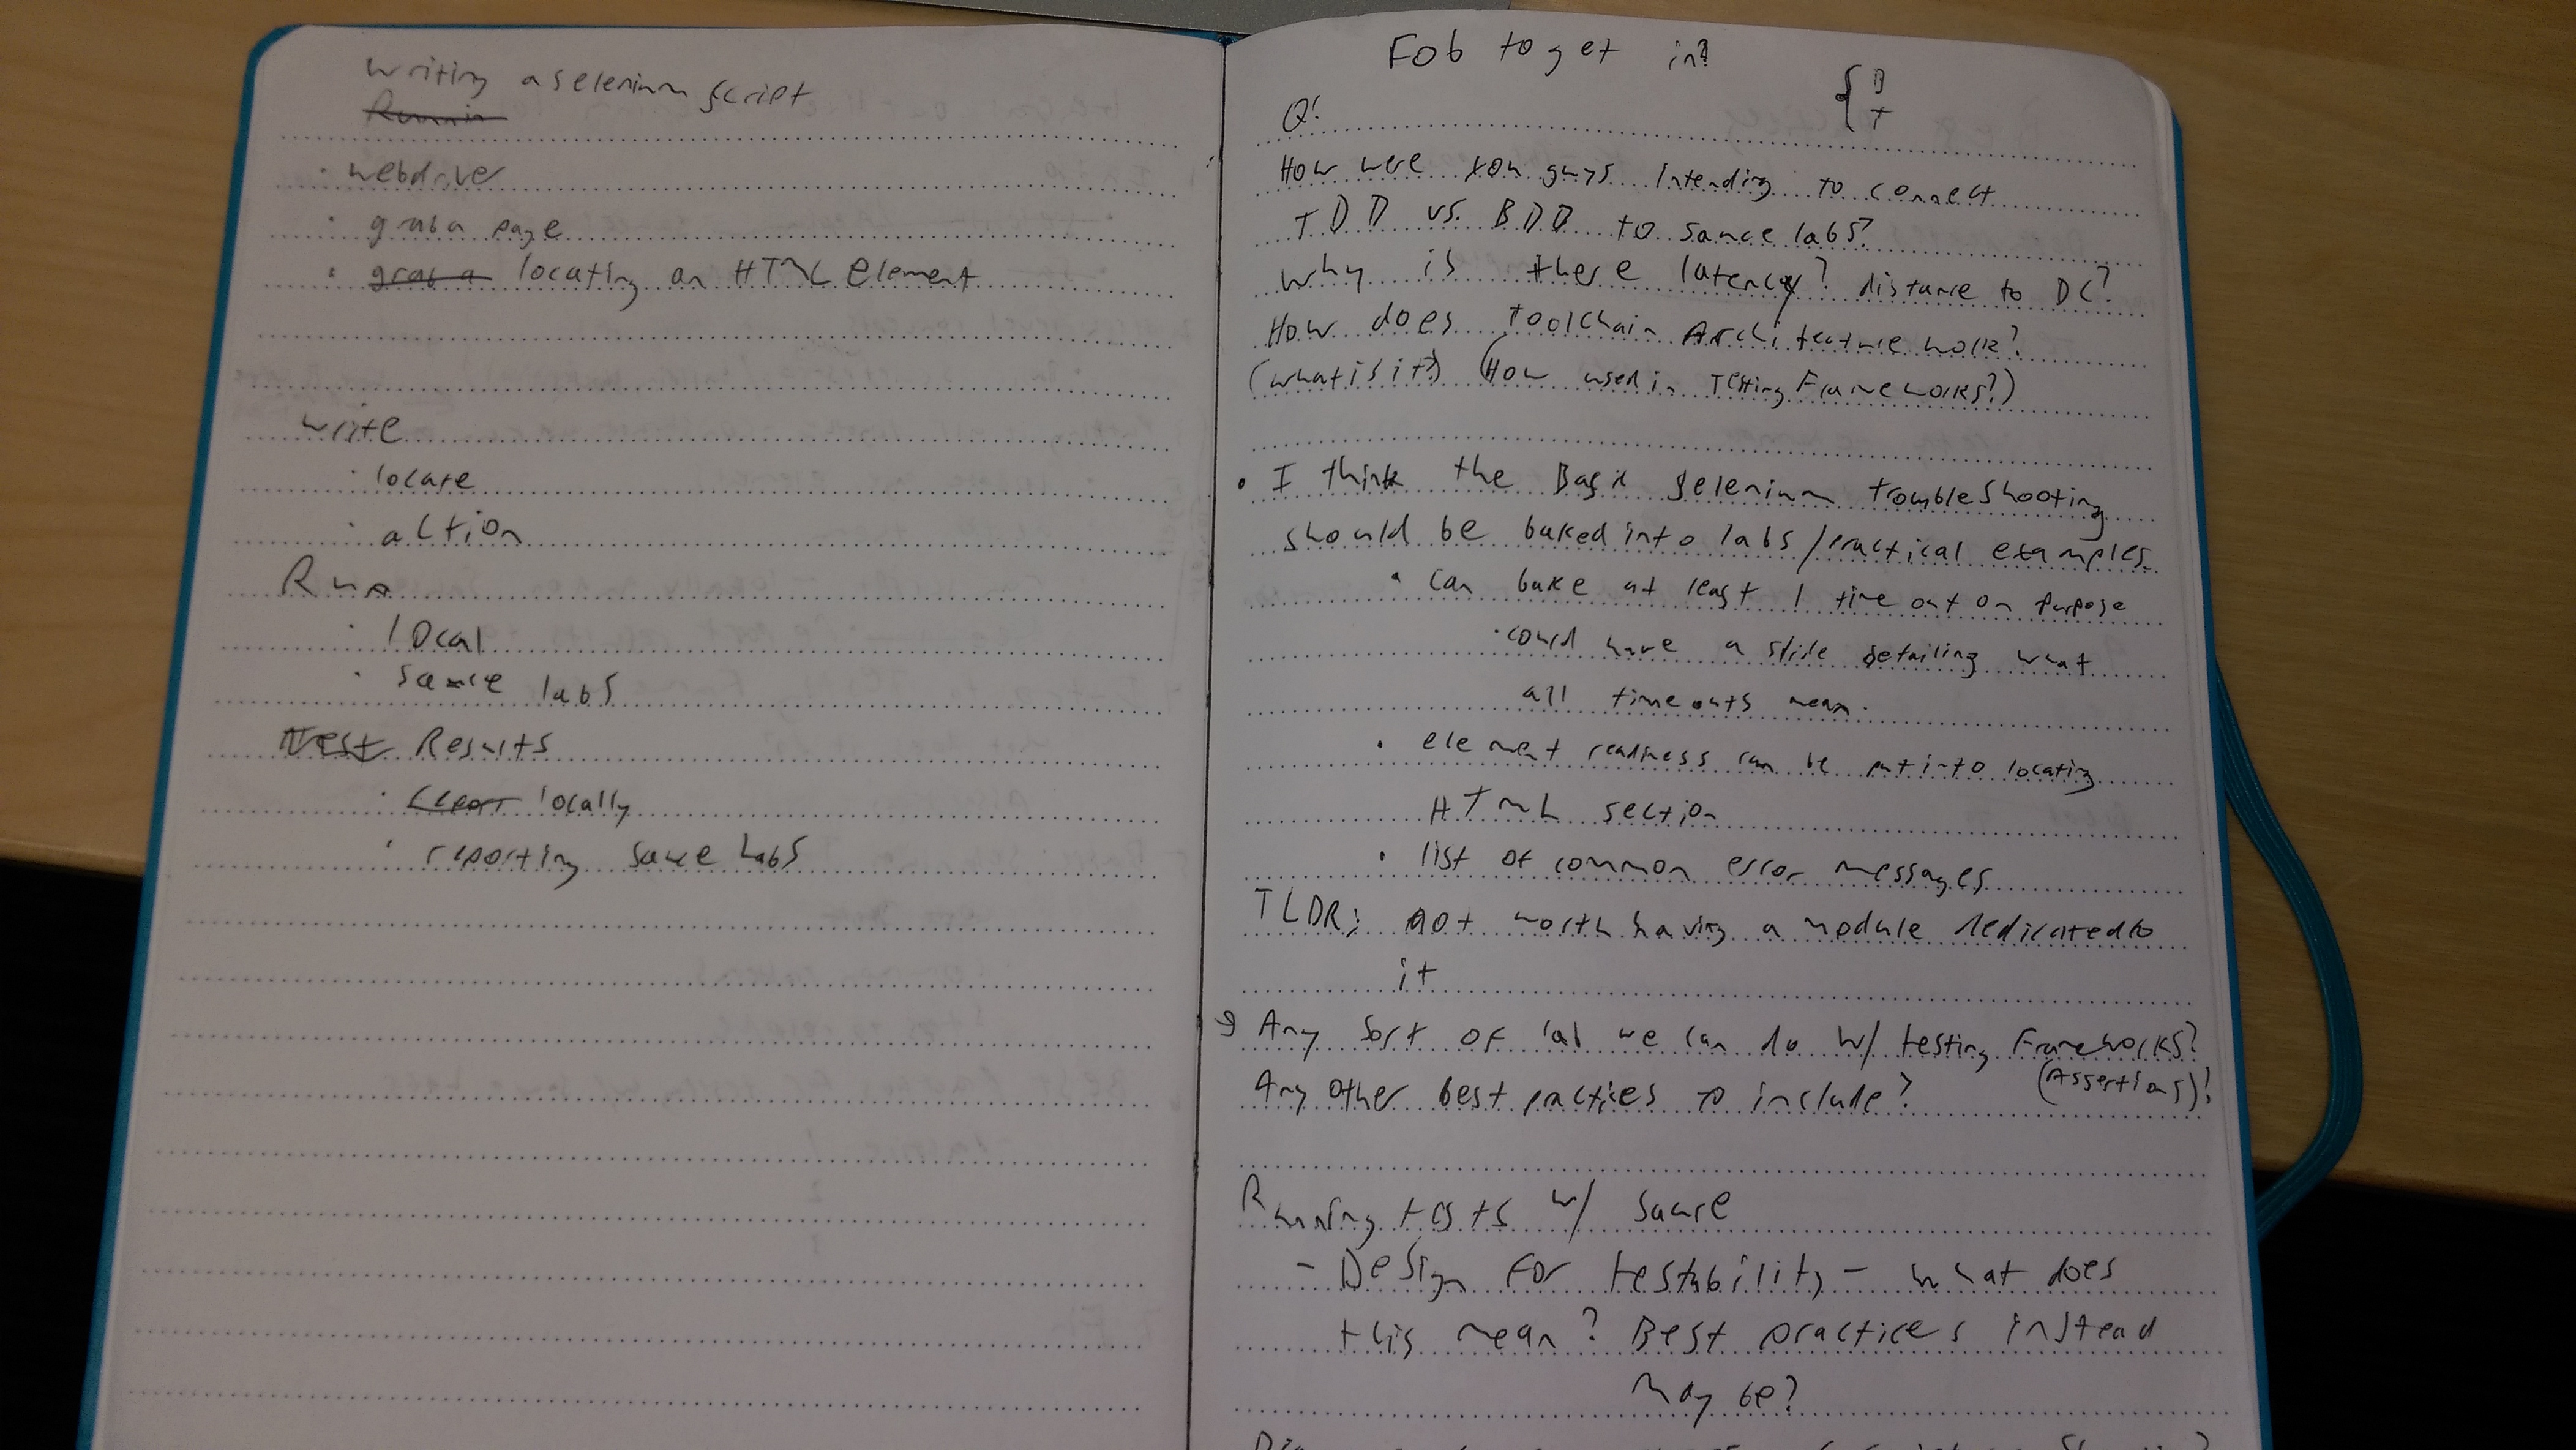 writing a selenium script
· webdriver
· grab a page
· grab a locating an HTML Element
write
· locate
· action
Run
· local
· sauce labs
Test Results
· report locally
· reporting sauce Labs
Fob to get in?
{ B
T
Q:
How were you guys intending to connect
TDD vs. BDD to sauce labs?
why is there latency? distance to DC?
How does toolchain Architecture work?
(what is it?) (How used in Testing Frameworks?)
· I think the Basic selenium troubleshooting
should be baked into labs/practical examples.
· can bake at least 1 time out on purpose
· could have a slide detailing what
all timeouts mean.
· element readiness can be put into locating
HTML section
· list of common error messages
TLDR; not worth having a module dedicated to
it
→ Any sort of lab we can do w/ testing Frameworks?
(Assertions)!
Any other best practices to include?
Running tests w/ sauce
- Design for testability - what does
this mean? Best practices instead
maybe?